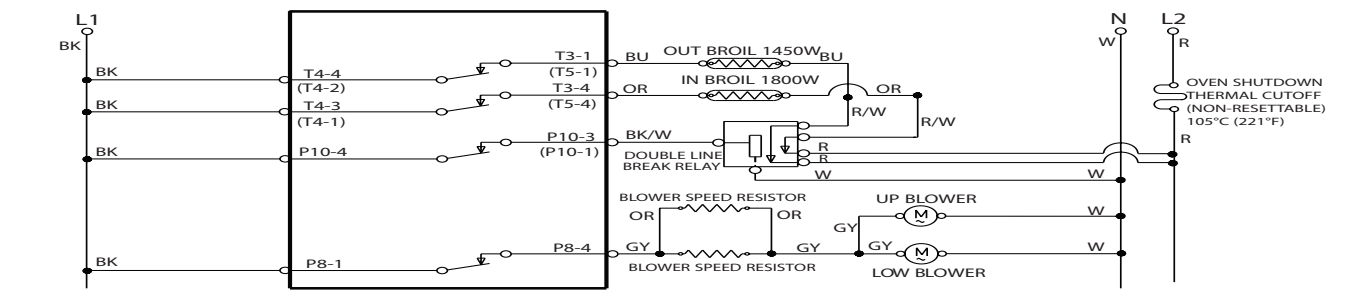 L1
N
L2
BK
W
R
T3-1
BU
OUT BROIL 1450W
BU
BK
T4-4
(T4-2)
(T5-1)
T3-4
IN BROIL 1800W
OVEN SHUTDOWN
THERMAL CUTOFF
(NON-RESETTABLE)
105°C (221°F)
OR
OR
BK
T4-3
(T4-1)
(T5-4)
R/W
R/W
P10-3
(P10-1)
BK/W
DOUBLE LINE
BREAK RELAY
R
R
R
BK
P10-4
W
W
BLOWER SPEED RESISTOR
OR
OR
UP BLOWER
M
~
W
GY
P8-4
GY
GY
GY
M
~
W
BK
P8-1
BLOWER SPEED RESISTOR
LOW BLOWER